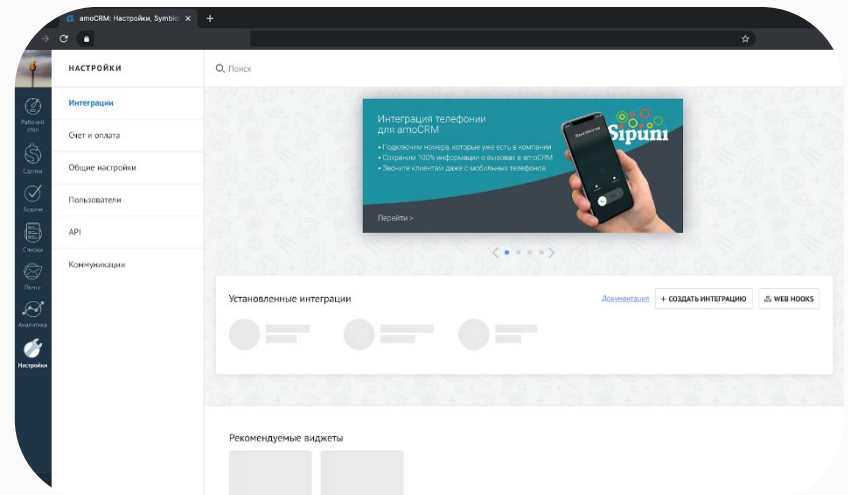 amoCRM: Настройки, Symbio
НАСТРОЙКИ
Поиск
Интеграции
Счет и оплата
Общие настройки
Пользователи
API
Коммуникации
Рабочий
стол
Сделки
Задачи
Списки
Почта
Аналитика
Настройки
Интеграция телефонии
для amoCRM
• Подключим номера, которые уже есть в компании
• Сохраним 100% информации о вызовах в amoCRM
• Звоните клиентам даже с мобильных телефонов
Перейти >
Sipuni
Установленные интеграции
Документация
+ СОЗДАТЬ ИНТЕГРАЦИЮ
WEB HOOKS
Рекомендуемые виджеты